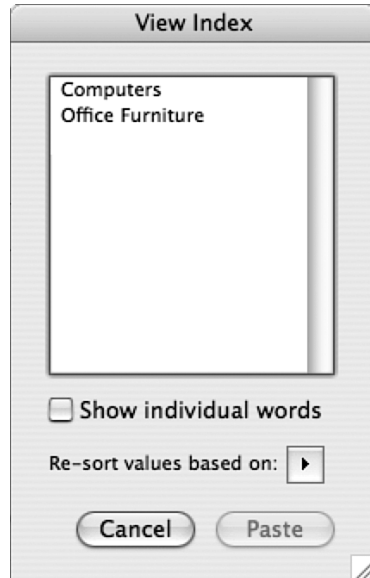 View Index
Computers
Office Furniture
Show individual words
Re-sort values based on:
Cancel Paste